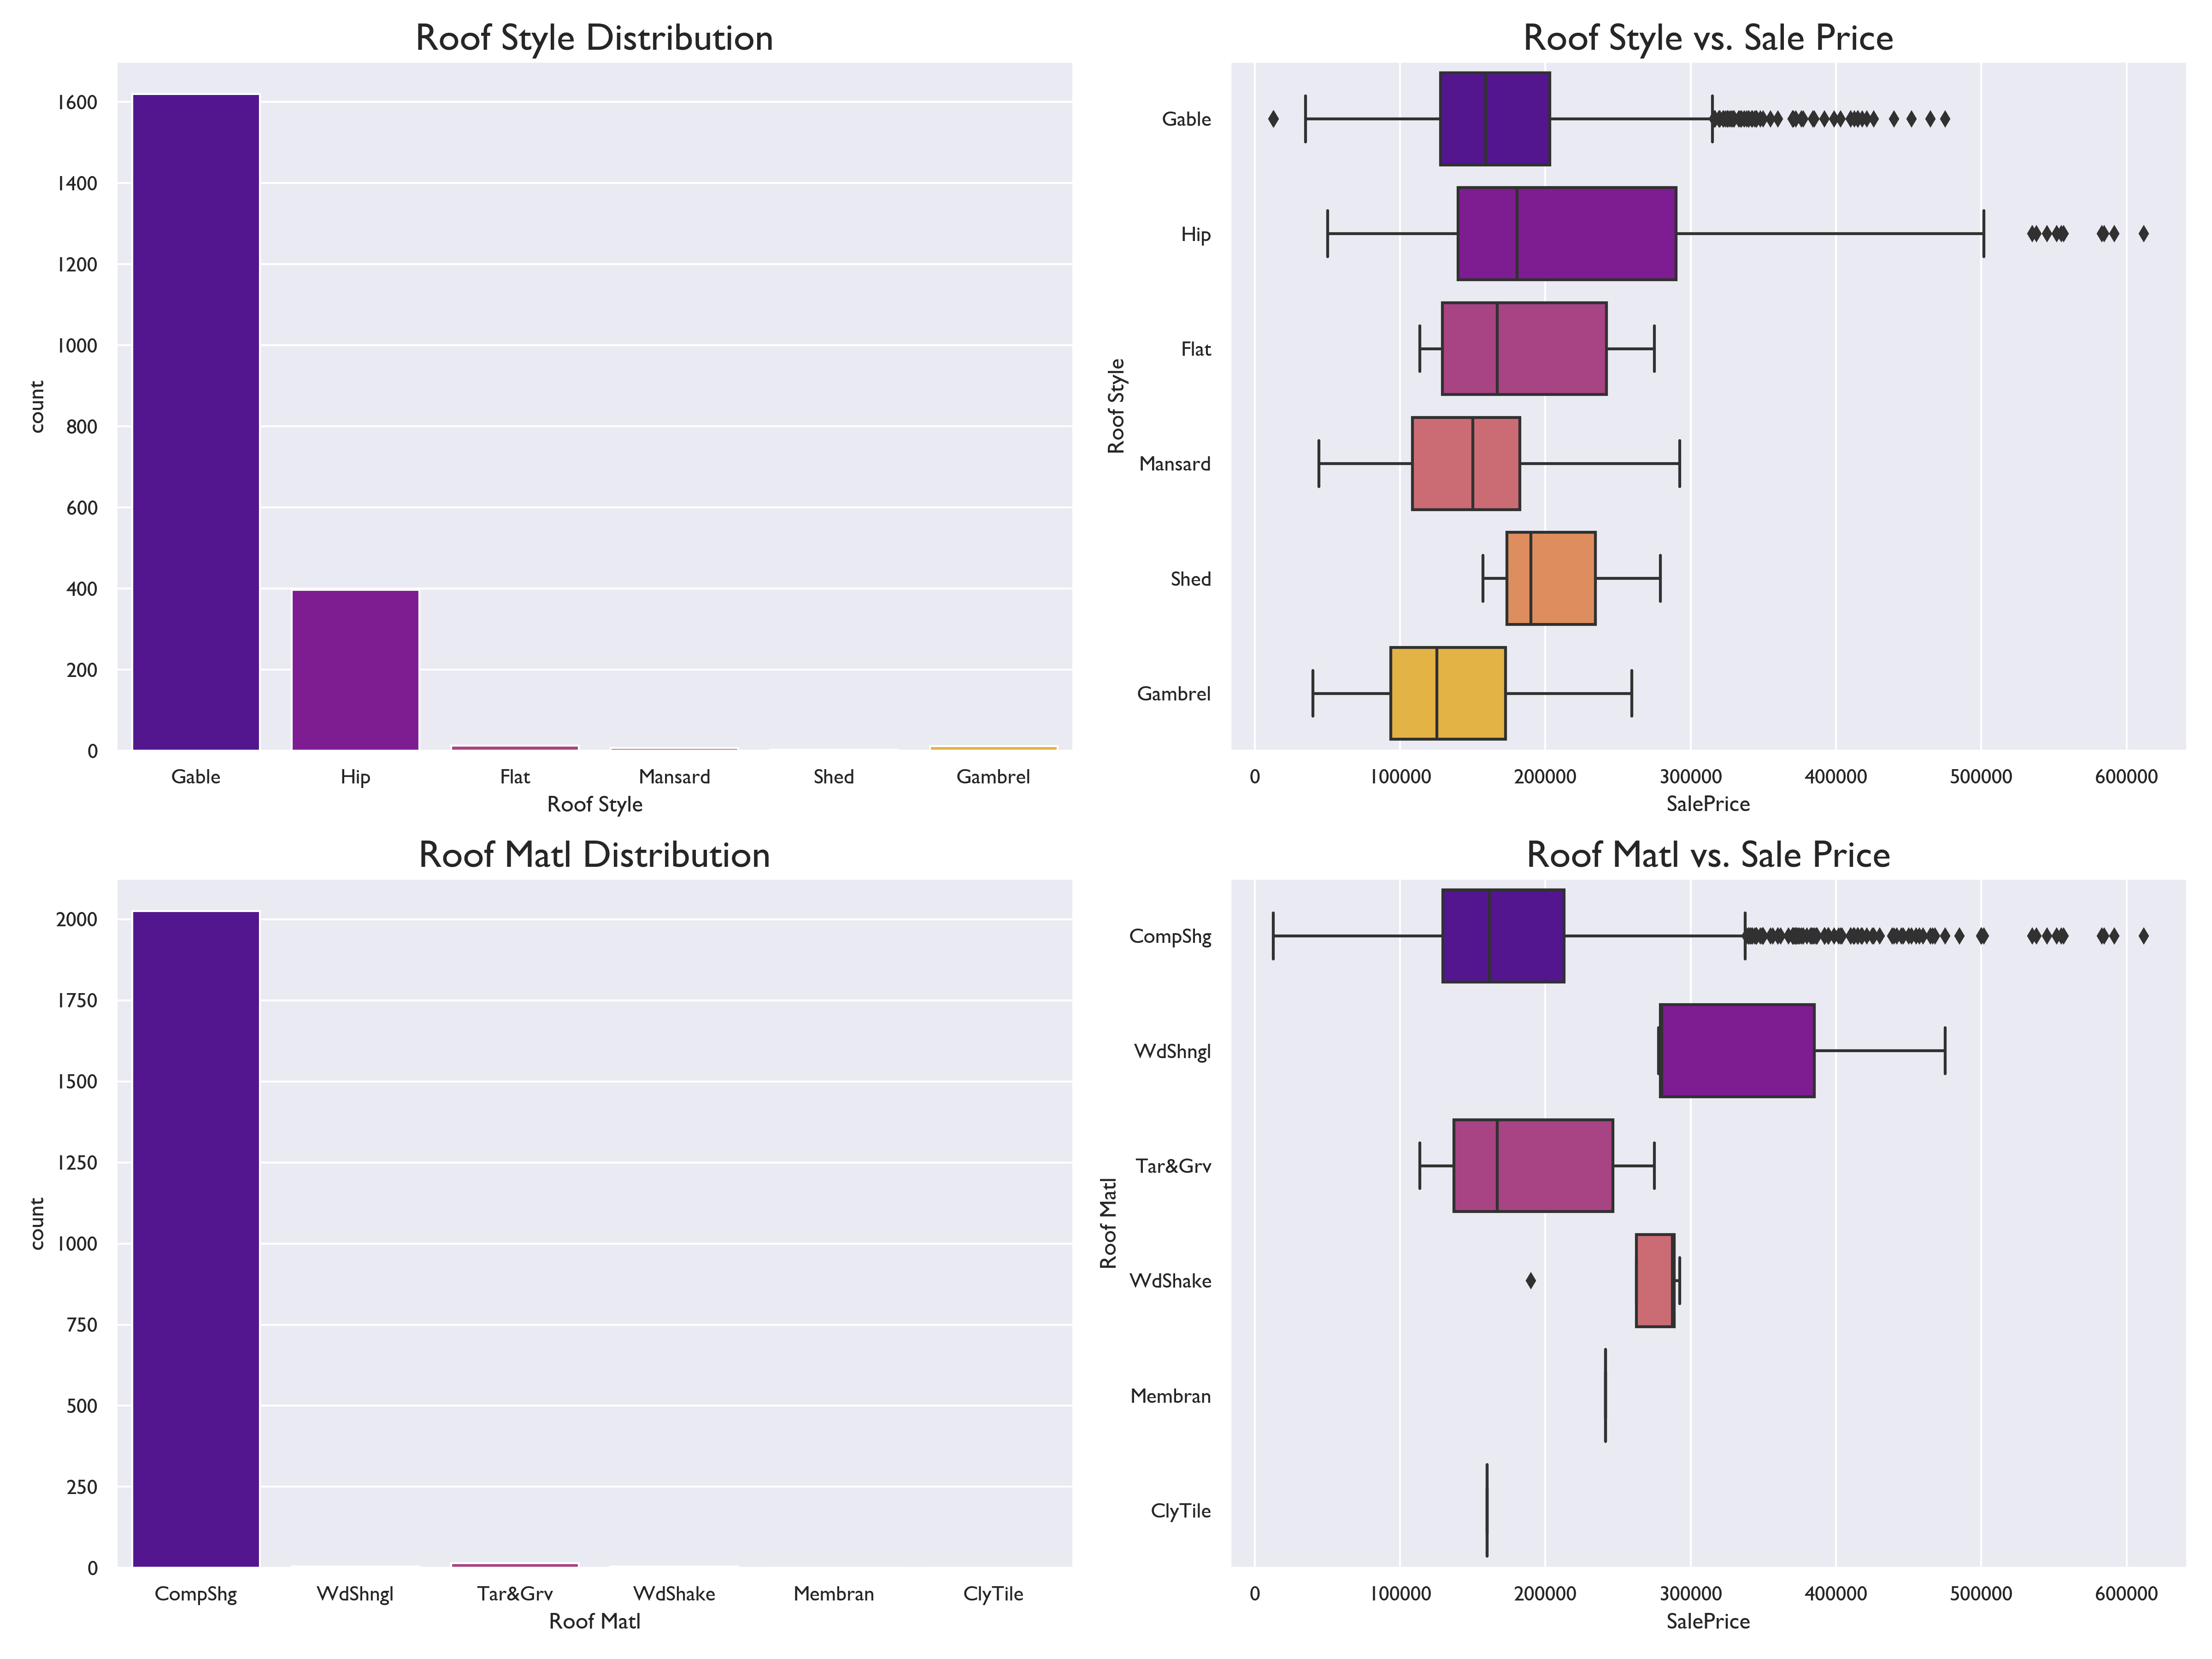 Roof Style Distribution
1600
1400
1200
1000
800
600
400
200
0
count
Gable Hip Flat Mansard Shed Gambrel
Roof Style
Roof Style vs. Sale Price
Gable
Hip
Flat
Mansard
Shed
Gambrel
Roof Style
0 100000 200000 300000 400000 500000 600000
SalePrice
Roof Matl Distribution
2000
1750
1500
1250
1000
750
500
250
0
count
CompShg WdShngl Tar&Grv WdShake Membran ClyTile
Roof Matl
Roof Matl vs. Sale Price
CompShg
WdShngl
Tar&Grv
WdShake
Membran
ClyTile
Roof Matl
0 100000 200000 300000 400000 500000 600000
SalePrice